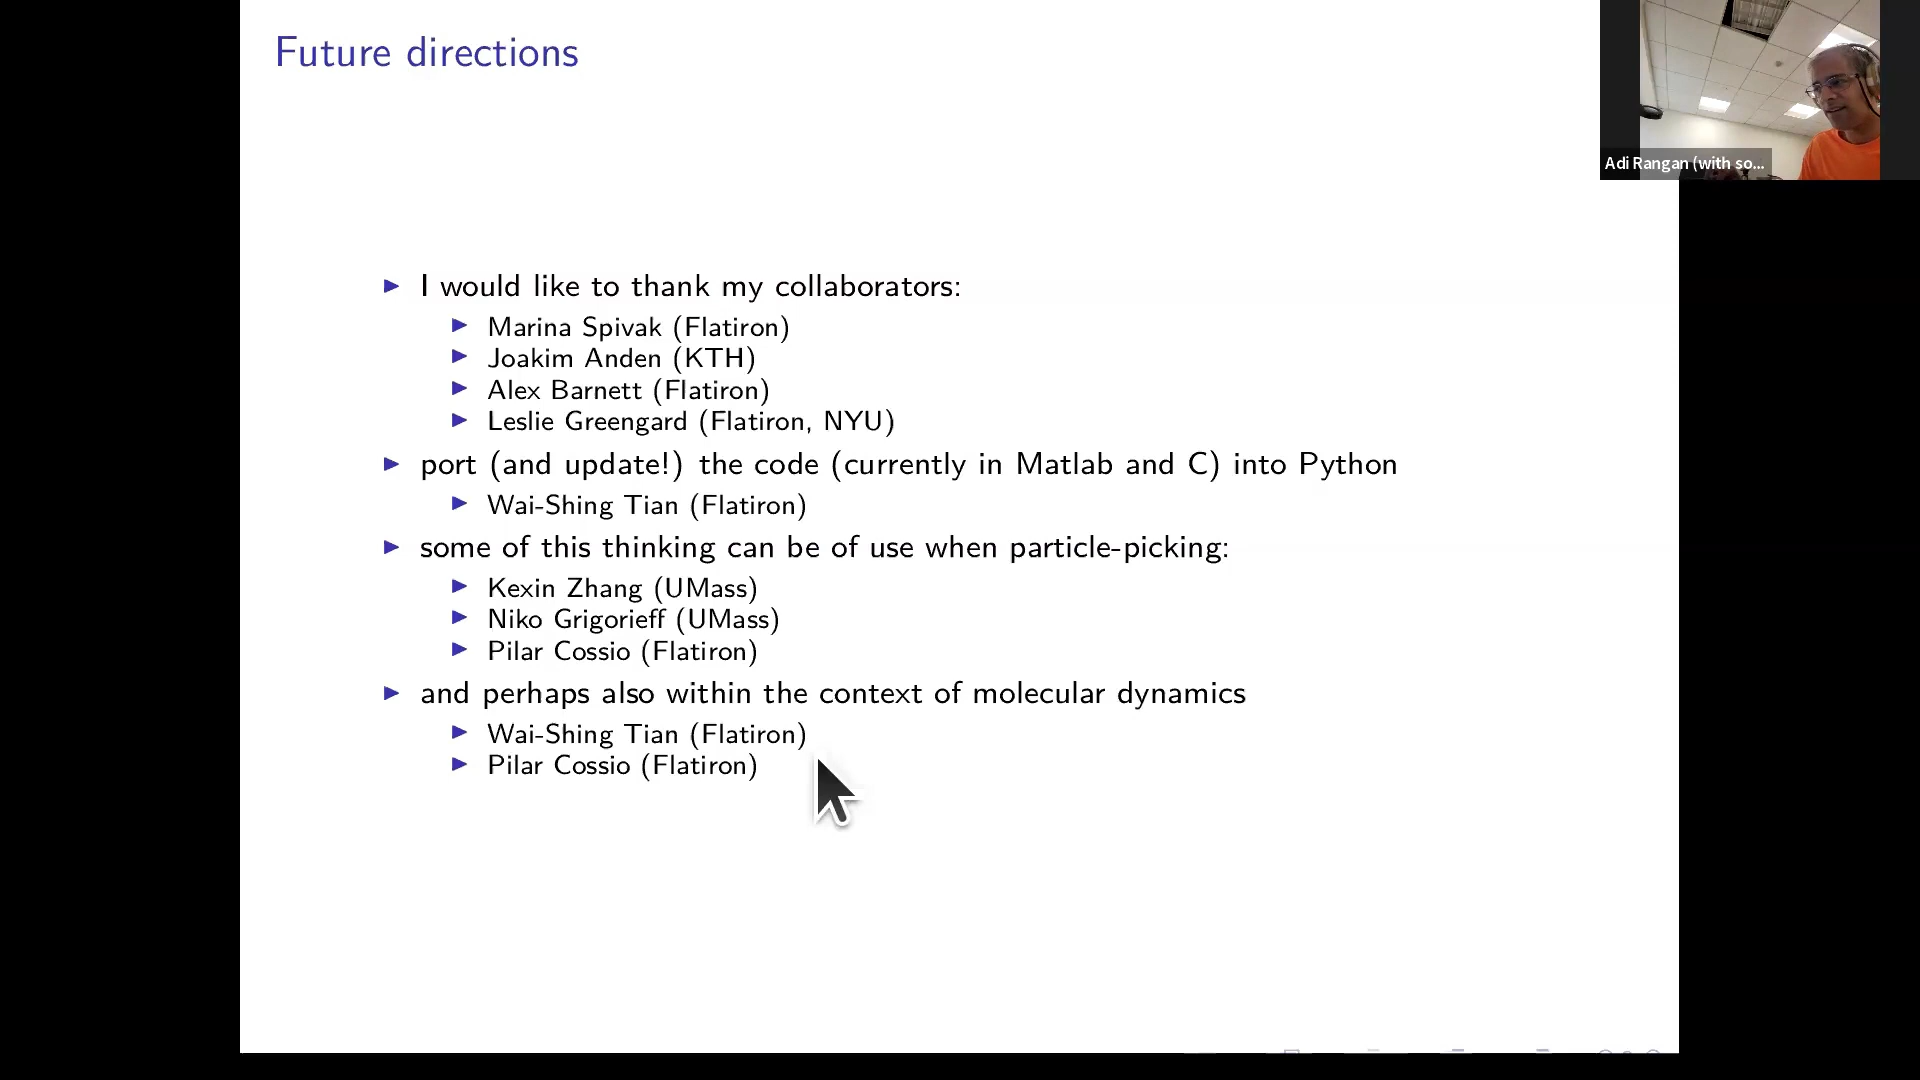 Future directions
Adi Rangan (with so...
I would like to thank my collaborators:
Marina Spivak (Flatiron)
Joakim Anden (KTH)
Alex Barnett (Flatiron)
Leslie Greengard (Flatiron, NYU)
port (and update!) the code (currently in Matlab and C) into Python
Wai-Shing Tian (Flatiron)
some of this thinking can be of use when particle-picking:
Kexin Zhang (UMass)
Niko Grigorieff (UMass)
Pilar Cossio (Flatiron)
and perhaps also within the context of molecular dynamics
Wai-Shing Tian (Flatiron)
Pilar Cossio (Flatiron)